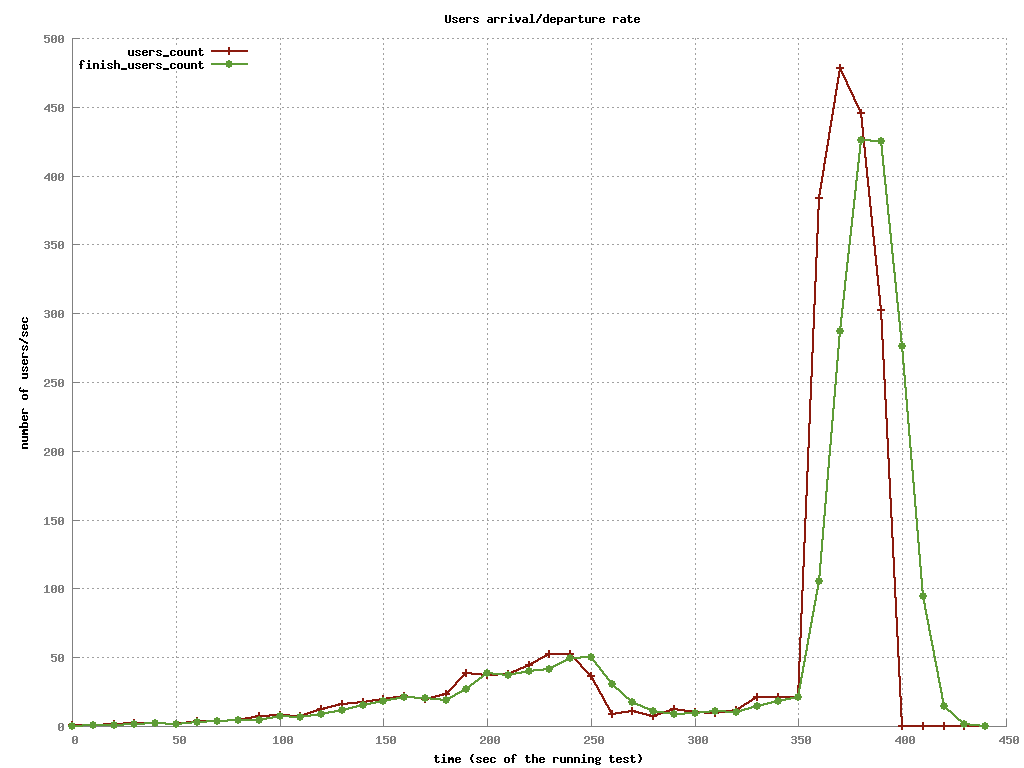 Users arrival/departure rate
users_count
finish_users_count
500
450
400
350
300
250
200
150
100
50
0
number of users/sec
0 50 100 150 200 250 300 350 400 450
time (sec of the running test)